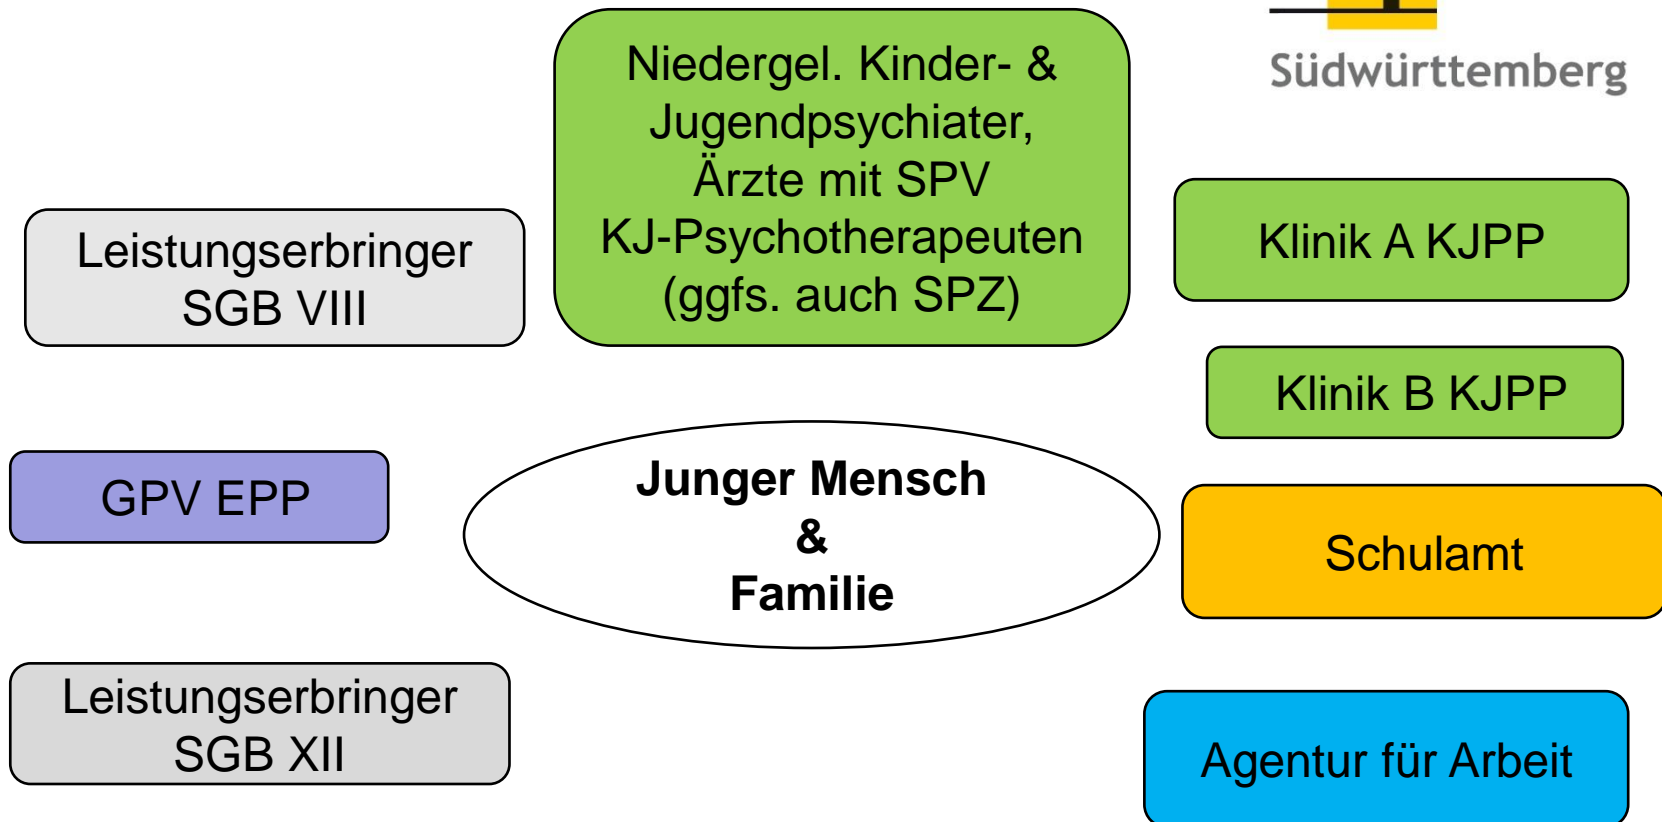 Südwürttemberg
Niedergel. Kinder- &
Jugendpsychiater,
Ärzte mit SPV
KJ-Psychotherapeuten
(ggfs. auch SPZ)
Leistungserbringer
SGB VIII
Klinik A KJPP
Klinik B KJPP
GPV EPP
Junger Mensch
&
Familie
Schulamt
Leistungserbringer
SGB XII
Agentur für Arbeit